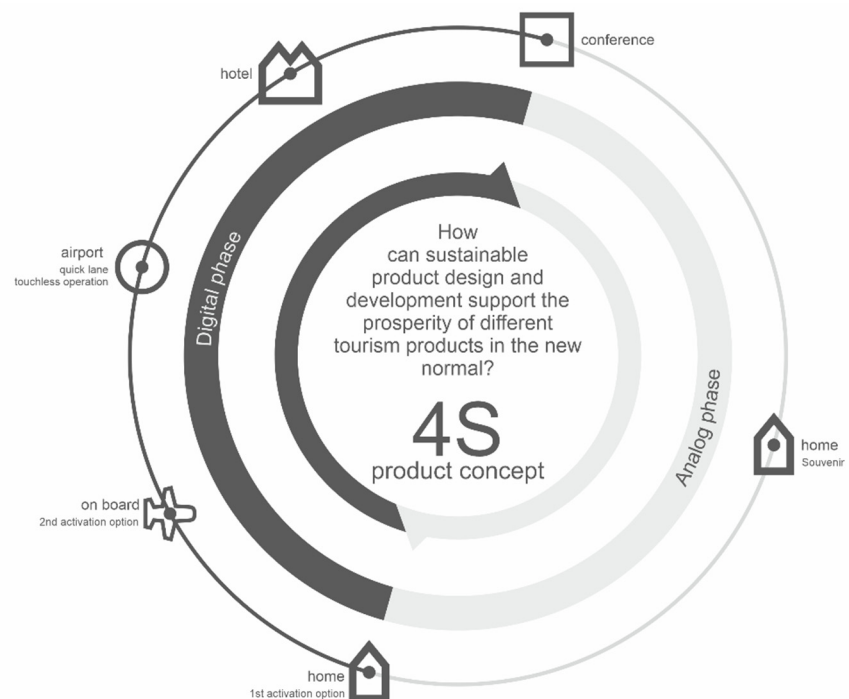 conference
hotel
airport
quick lane
touchless operation
Digital phase
How
can sustainable
product design and
development support the
prosperity of different
tourism products in the new
normal?
4S
product concept
Analog phase
home
Souvenir
on board
2nd activation option
home
1st activation option